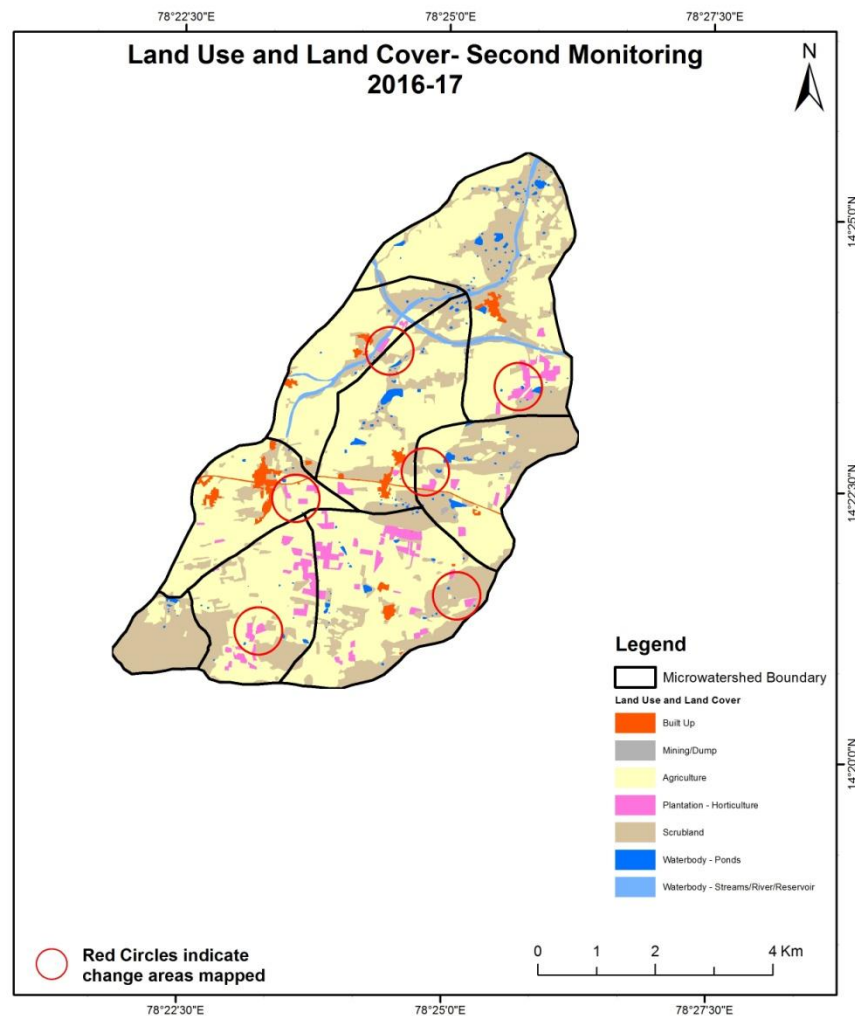 78°22'30"E 78°25'0"E 78°27'30"E
Land Use and Land Cover- Second Monitoring
2016-17
N
14°25'0"N
14°22'30"N
14°20'0"N
Legend
Microwatershed Boundary
Land Use and Land Cover
Built Up
Mining/Dump
Agriculture
Plantation - Horticulture
Scrubland
Waterbody - Ponds
Waterbody - Streams/River/Reservoir
Red Circles indicate
change areas mapped
0 1 2 4 Km
78°22'30"E 78°25'0"E 78°27'30"E